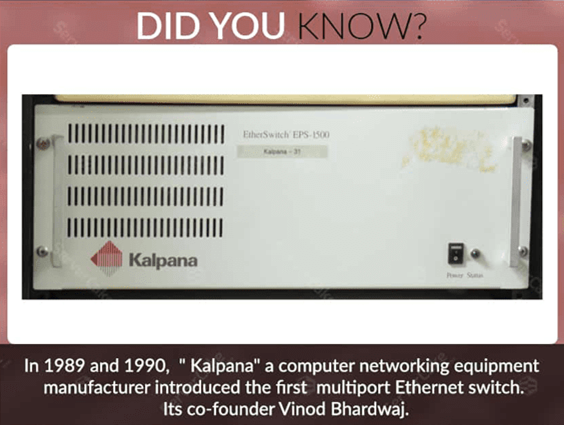 DID YOU KNOW?
EtherSwitch EPS-1500
Kalpana - 31
Kalpana
Power Status
In 1989 and 1990, " Kalpana" a computer networking equipment
manufacturer introduced the first multiport Ethernet switch.
Its co-founder Vinod Bhardwaj.